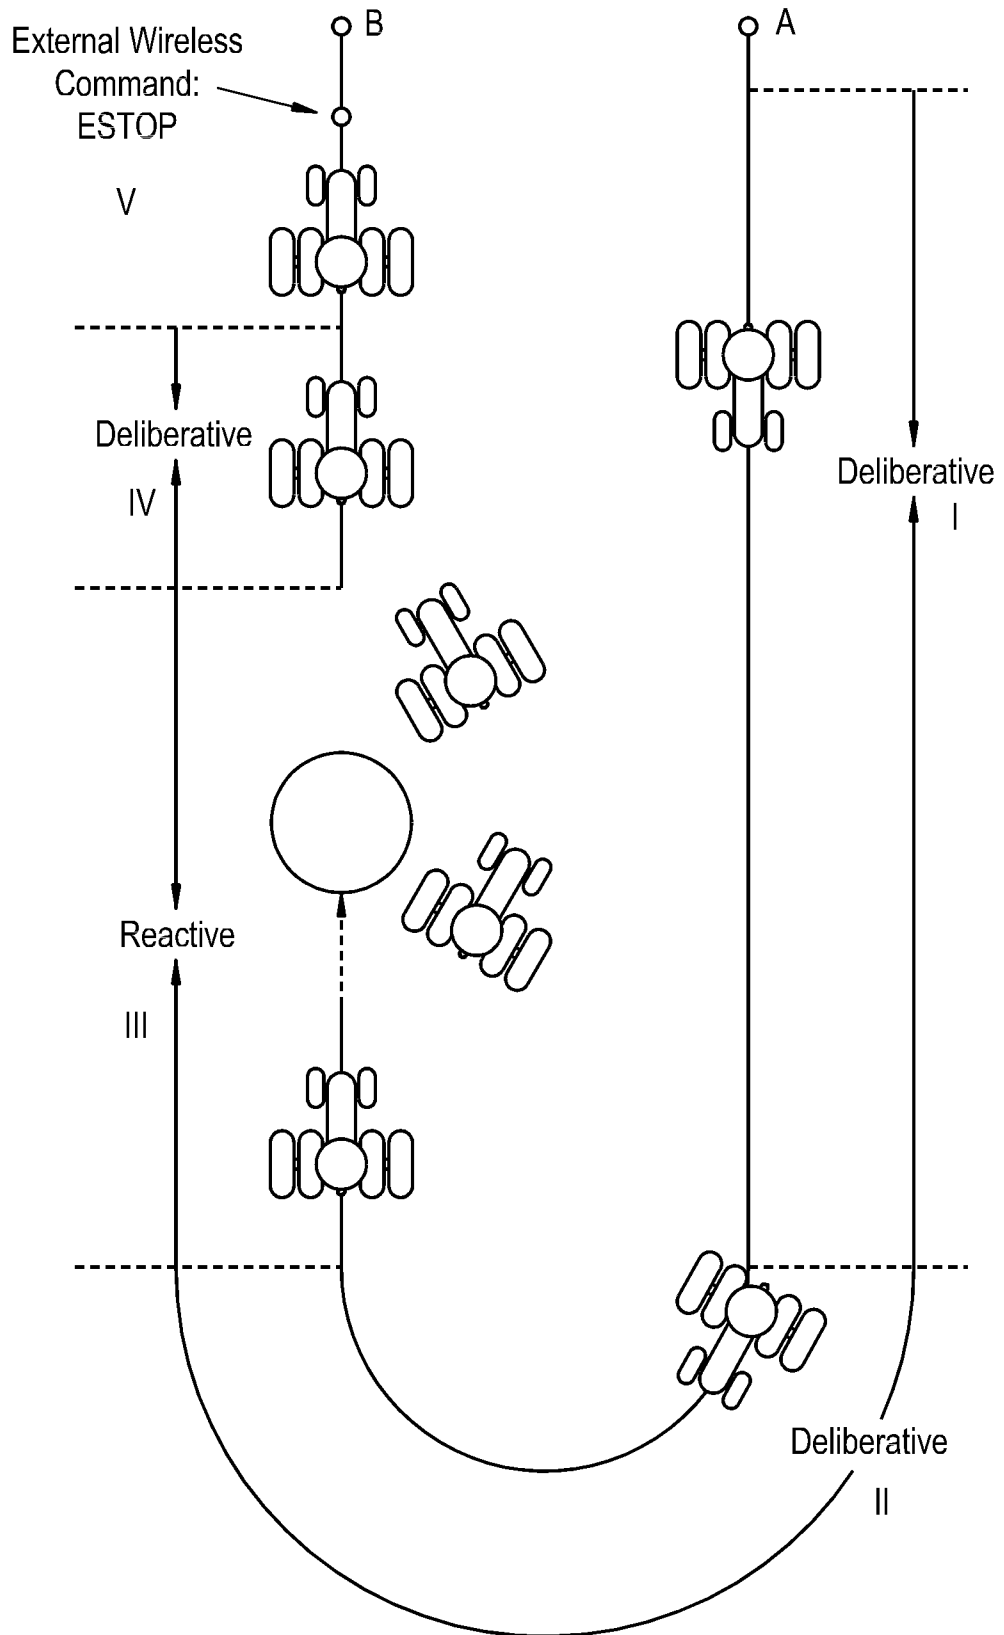 B
A
External Wireless
Command:
ESTOP
V
Deliberative
IV
Deliberative
I
Reactive
III
Deliberative
II